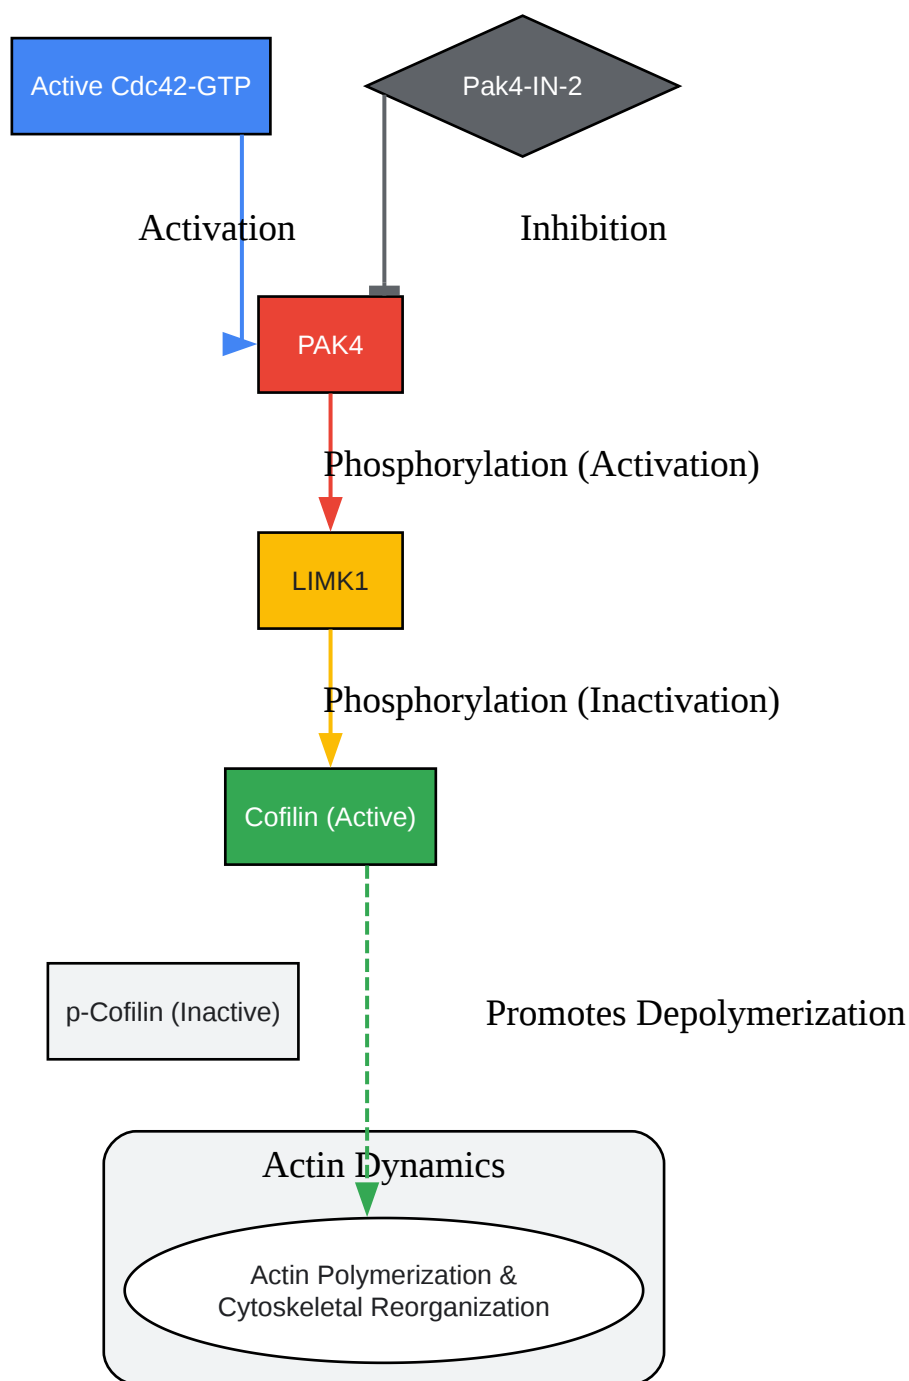 Active Cdc42-GTP
Pak4-IN-2
Activation
Inhibition
PAK4
Phosphorylation (Activation)
LIMK1
Phosphorylation (Inactivation)
Cofilin (Active)
p-Cofilin (Inactive)
Promotes Depolymerization
Actin Dynamics
Actin Polymerization &
Cytoskeletal Reorganization